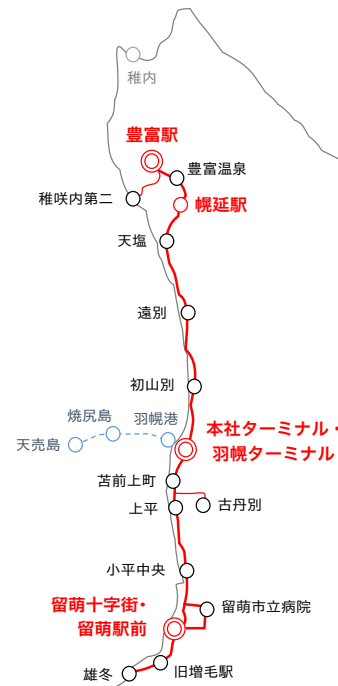 稚内
豊富駅
豊富温泉
稚咲内第二
幌延駅
天塩
遠別
初山別
焼尻島
羽幌港
天売島
本社ターミナル・
羽幌ターミナル
苫前上町
古丹別
上平
小平中央
留萌十字街・
留萌駅前
留萌市立病院
旧増毛駅
雄冬